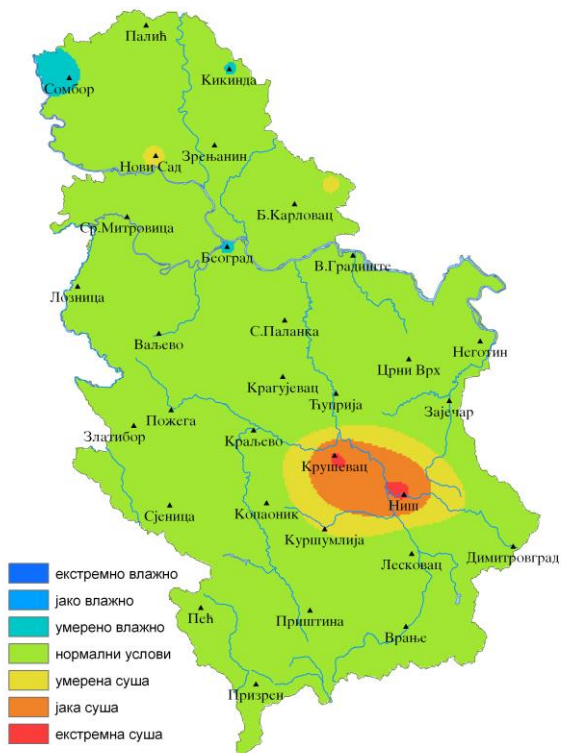 Палић
Сомбор
Кикинда
Нови Сад
Зрењанин
Б.Карловац
Ср.Митровица
Београд
В.Градиште
Лозница
С.Паланка
Ваљево
Неготин
Црни Врх
Крагујевац
Ћуприја
Зајечар
Пожега
Златибор
Краљево
Крушевац
Ниш
Сјеница
Копаоник
Куршумлија
Димитровград
Лесковац
Пећ
Приштина
Врање
Призрен
екстремно влажно
јако влажно
умерено влажно
нормални услови
умерена суша
јака суша
екстремна суша